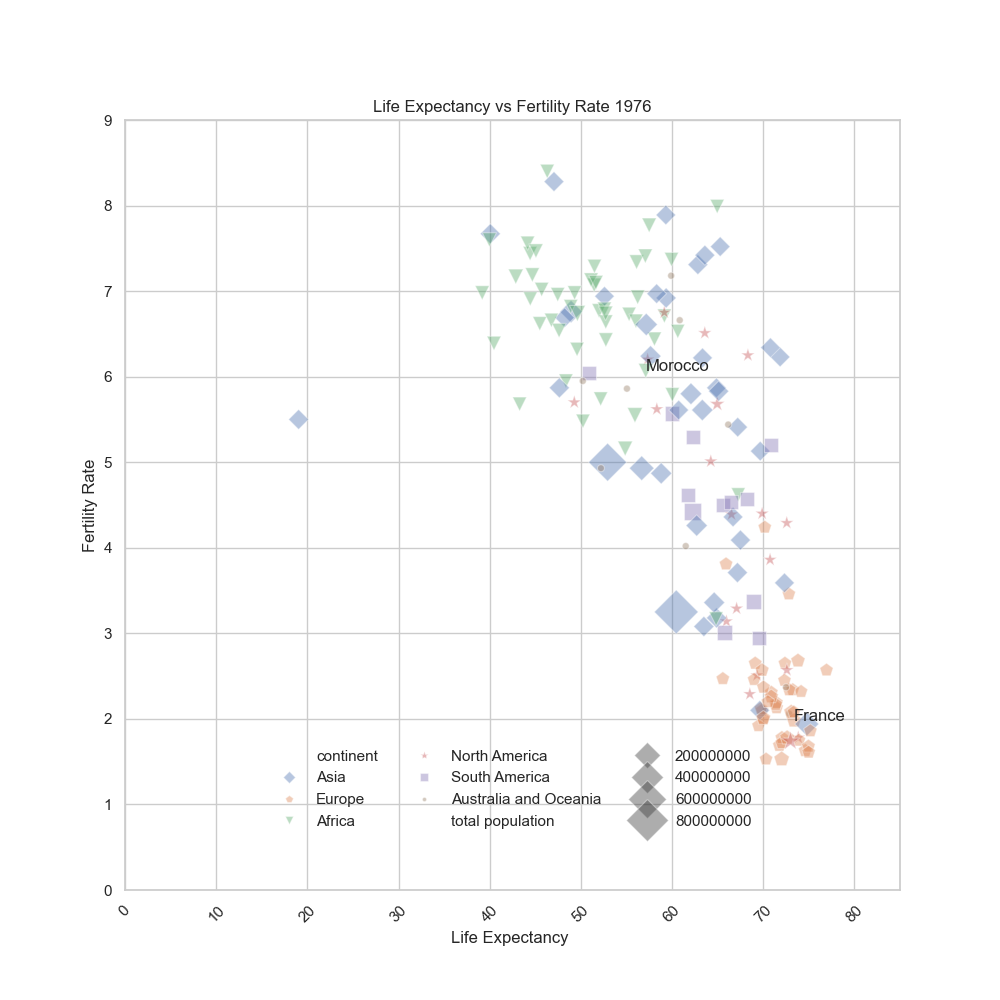 Life Expectancy vs Fertility Rate 1976
9
8
7
6
5
4
3
2
1
0
Fertility Rate
Morocco
France
continent
Asia
Europe
Africa
North America
South America
Australia and Oceania
total population
200000000
400000000
600000000
800000000
0 10 20 30 40 50 60 70 80
Life Expectancy